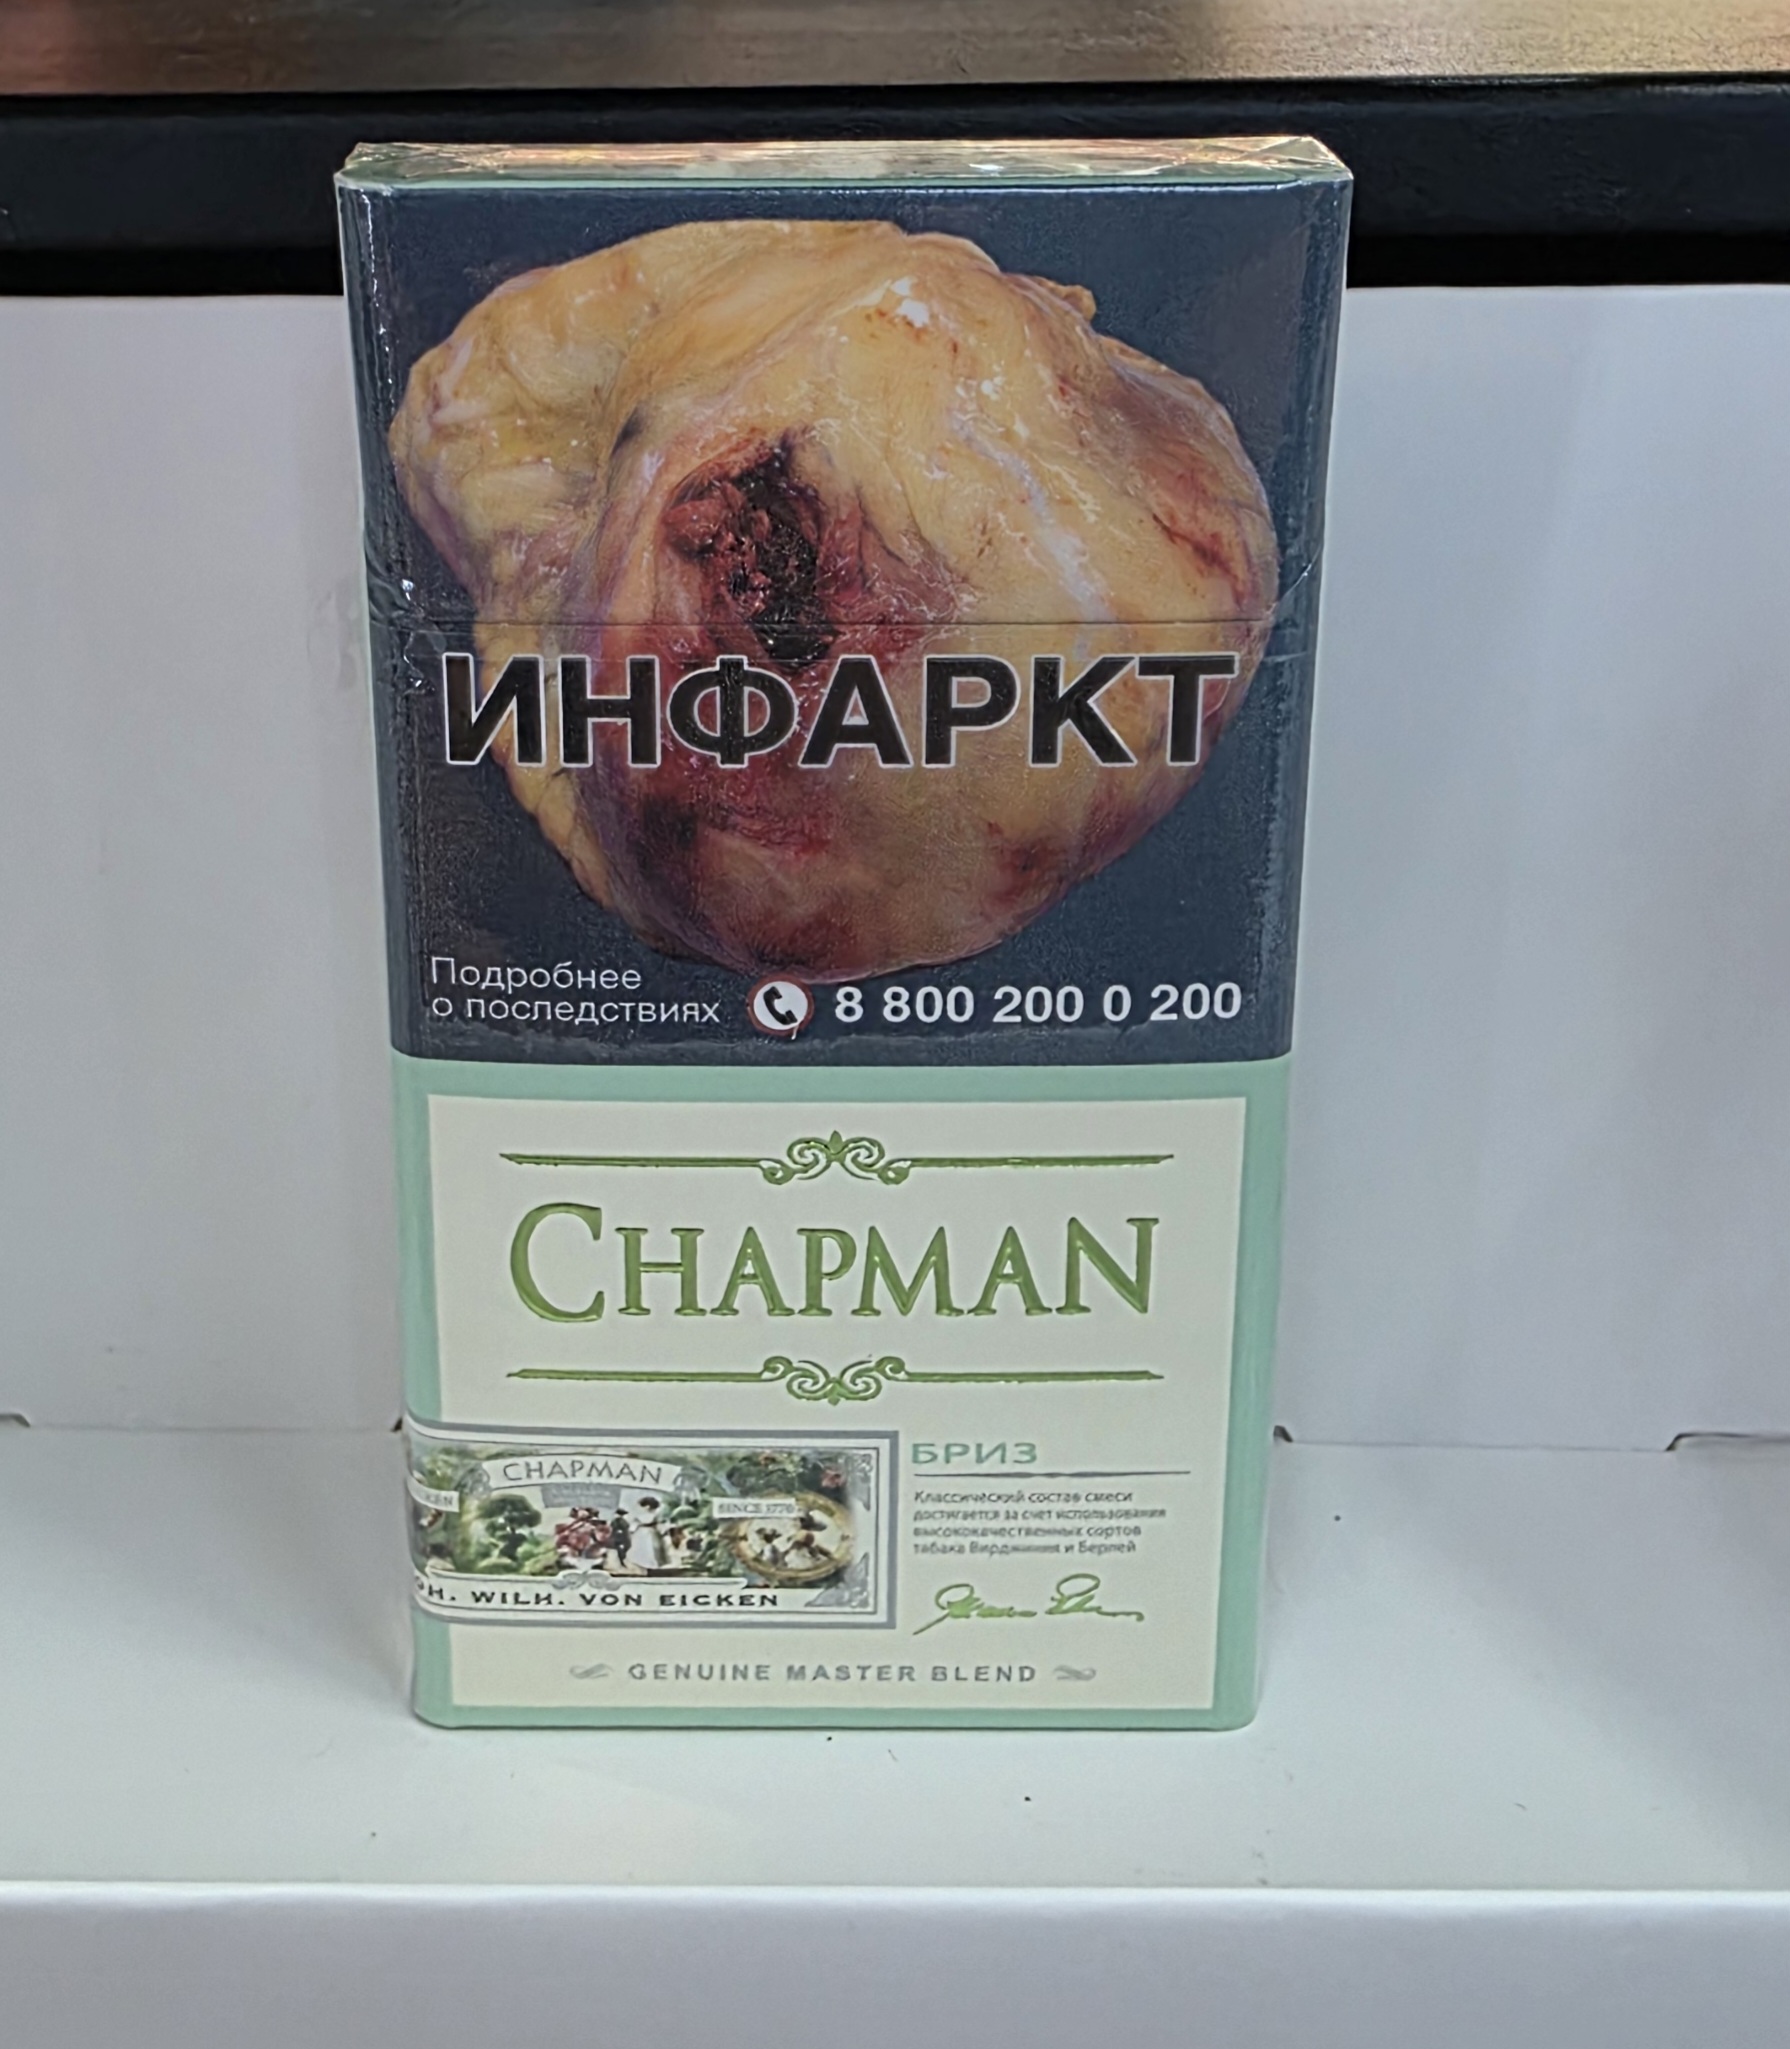 ИНФАРКТ
Подробнее
о последствиях
8 800 200 0 200
CHAPMAN
CHAPMAN
SINCE 1770
H. WILH. VON EICKEN
БРИЗ
Классический состав смеси
достигается за счет использования
высококачественных сортов
табака Вирджиния и Берлей
GENUINE MASTER BLEND